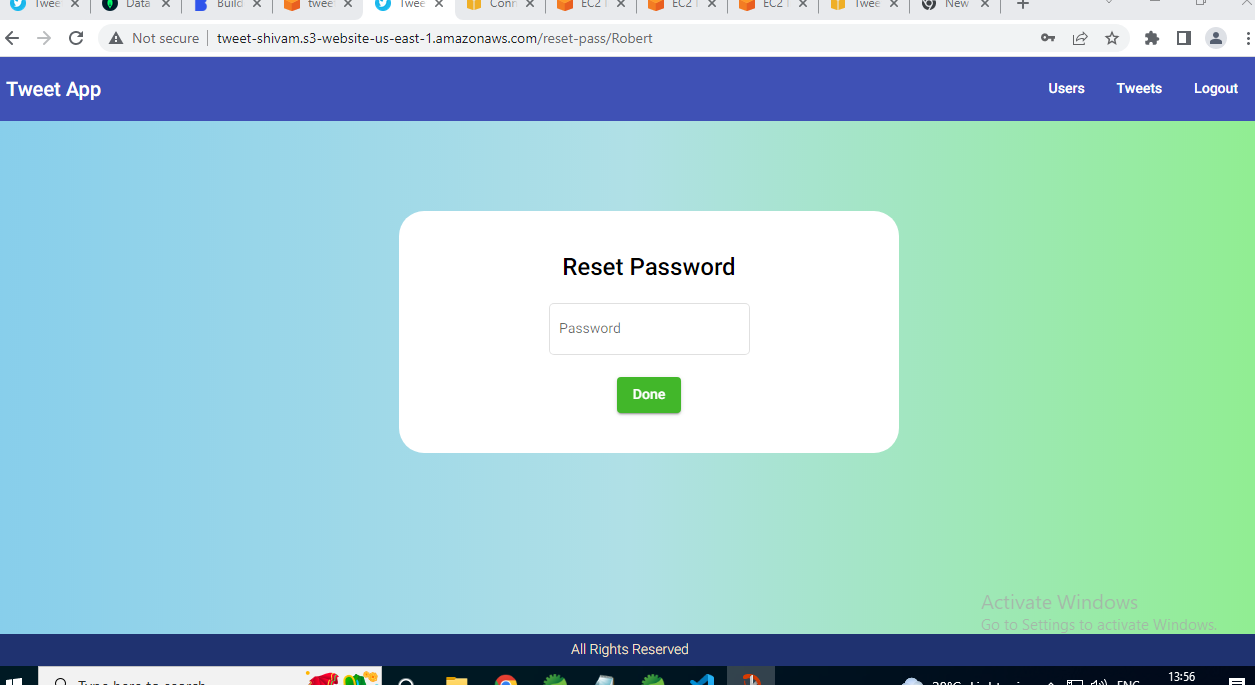 Twee Data Build twee Twee Conn EC2 EC2 EC2 Twee New
Not secure tweet-shivam.s3-website-us-east-1.amazonaws.com/reset-pass/Robert
Tweet App Users Tweets Logout
Reset Password
Password
Done
Activate Windows
Go to Settings to activate Windows.
All Rights Reserved
Type here to search
ENG
13:56